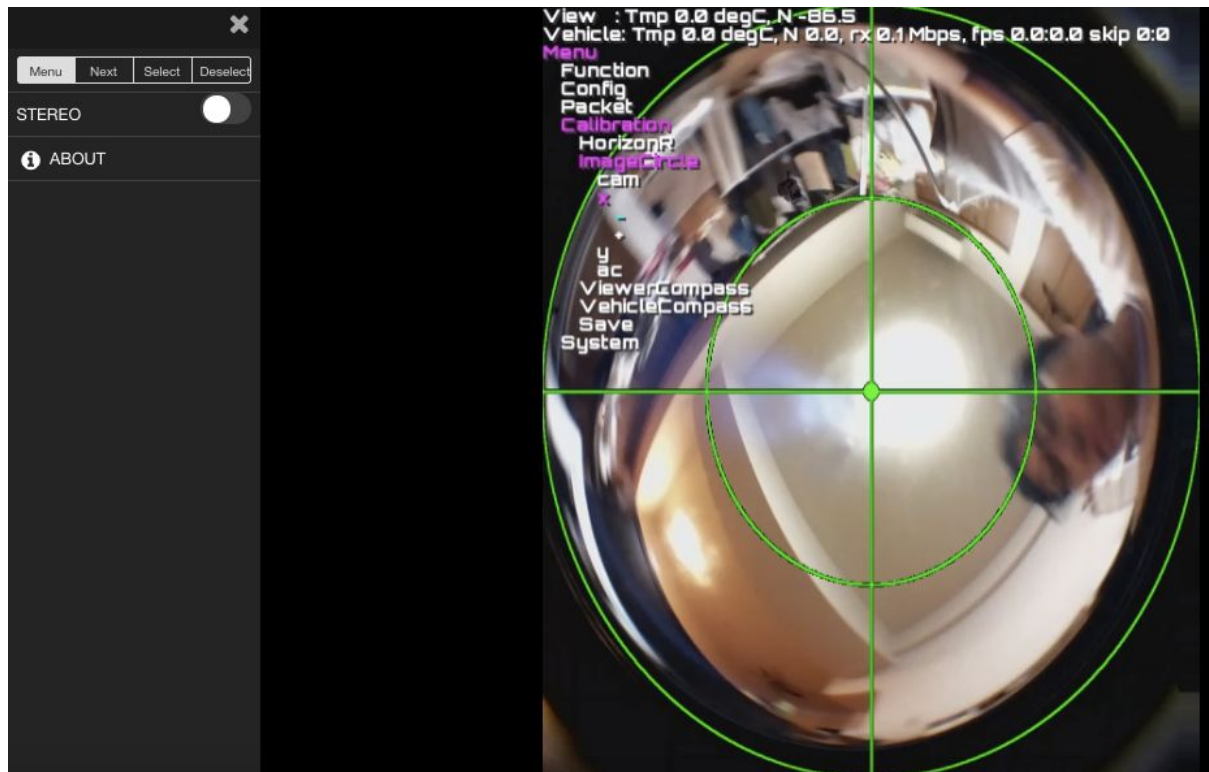 ×
Menu Next Select Deselect
STEREO
ABOUT
View : Tmp 0.0 degC, N -86.5
Vehicle: Tmp 0.0 degC, N 0.0, rx 0.1 Mbps, fps 0.0:0.0 skip 0:0
Menu
Function
Config
Packet
Calibration
HorizonR
ImageCircle
cam
x
-
+
y
ac
ViewerCompass
VehicleCompass
Save
System